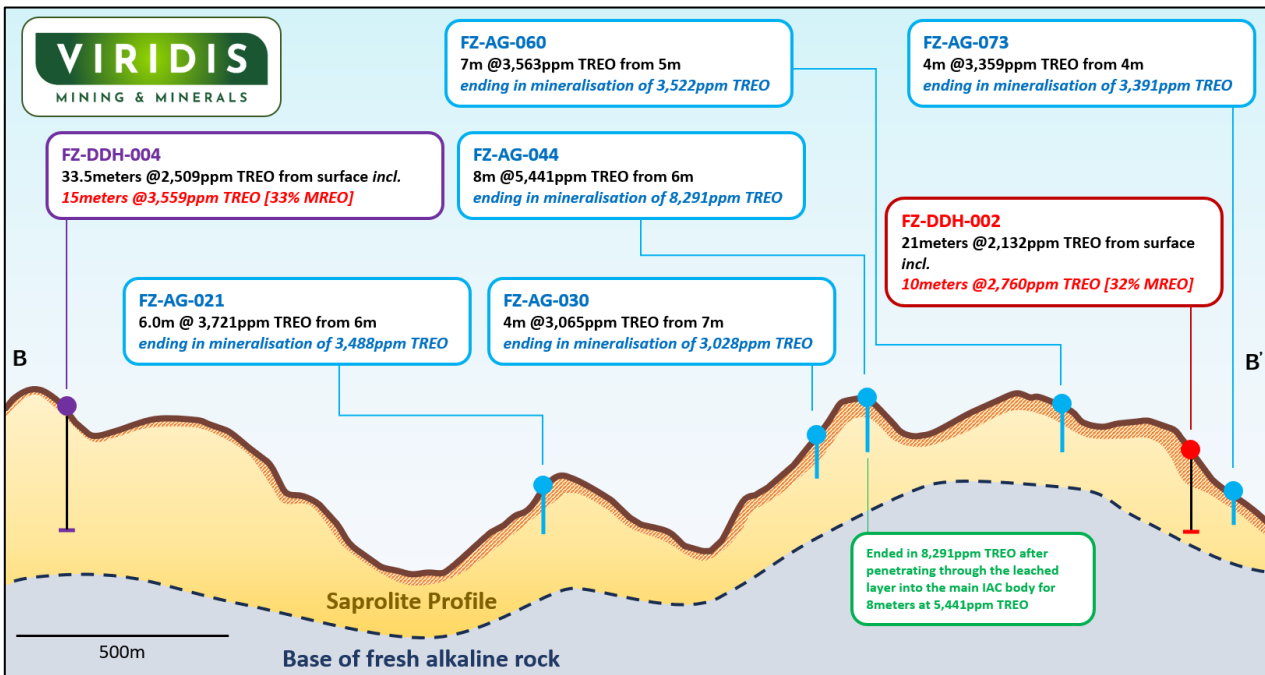 VIRIDIS
MINING & MINERALS
FZ-AG-060
7m @3,563ppm TREO from 5m
ending in mineralisation of 3,522ppm TREO
FZ-AG-073
4m @3,359ppm TREO from 4m
ending in mineralisation of 3,391ppm TREO
FZ-DDH-004
33.5meters @2,509ppm TREO from surface incl.
15meters @3,559ppm TREO [33% MREO]
FZ-AG-044
8m @5,441ppm TREO from 6m
ending in mineralisation of 8,291ppm TREO
FZ-DDH-002
21meters @2,132ppm TREO from surface
incl.
10meters @2,760ppm TREO [32% MREO]
FZ-AG-021
6.0m @ 3,721ppm TREO from 6m
ending in mineralisation of 3,488ppm TREO
FZ-AG-030
4m @3,065ppm TREO from 7m
ending in mineralisation of 3,028ppm TREO
B
B'
Ended in 8,291ppm TREO after
penetrating through the leached
layer into the main IAC body for
8meters at 5,441ppm TREO
Saprolite Profile
500m
Base of fresh alkaline rock